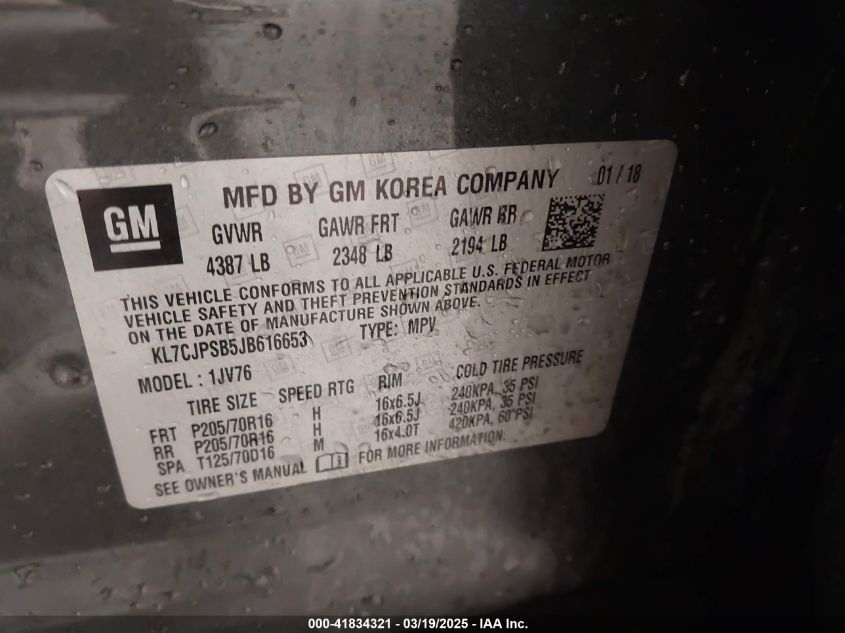 GM
MFD BY GM KOREA COMPANY 01/18
GVWR GAWR FRT GAWR RR
4387 LB 2348 LB 2194 LB
THIS VEHICLE CONFORMS TO ALL APPLICABLE U.S. FEDERAL MOTOR
VEHICLE SAFETY AND THEFT PREVENTION STANDARDS IN EFFECT
ON THE DATE OF MANUFACTURE SHOWN ABOVE.
KL7CJPSB5JB616653 TYPE: MPV
MODEL : 1JV76
TIRE SIZE SPEED RTG RIM COLD TIRE PRESSURE
FRT P205/70R16 H 16x6.5J 240KPA, 35 PSI
RR P205/70R16 H 16x6.5J 240KPA, 35 PSI
SPA T125/70D16 M 16x4.0T 420KPA, 60 PSI
SEE OWNER'S MANUAL FOR MORE INFORMATION.
000-41834321 - 03/19/2025 - IAA Inc.